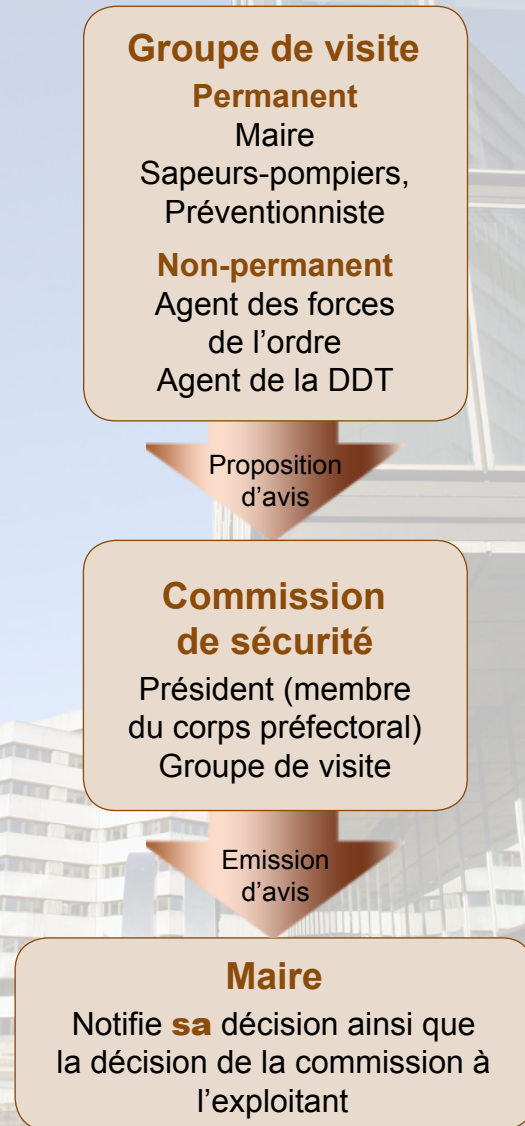 Groupe de visite
Permanent
Maire
Sapeurs-pompiers,
Préventionniste
Non-permanent
Agent des forces
de l’ordre
Agent de la DDT
Proposition
d’avis
Commission
de sécurité
Président (membre
du corps préfectoral)
Groupe de visite
Emission
d’avis
Maire
Notifie sa décision ainsi que
la décision de la commission à
l’exploitant